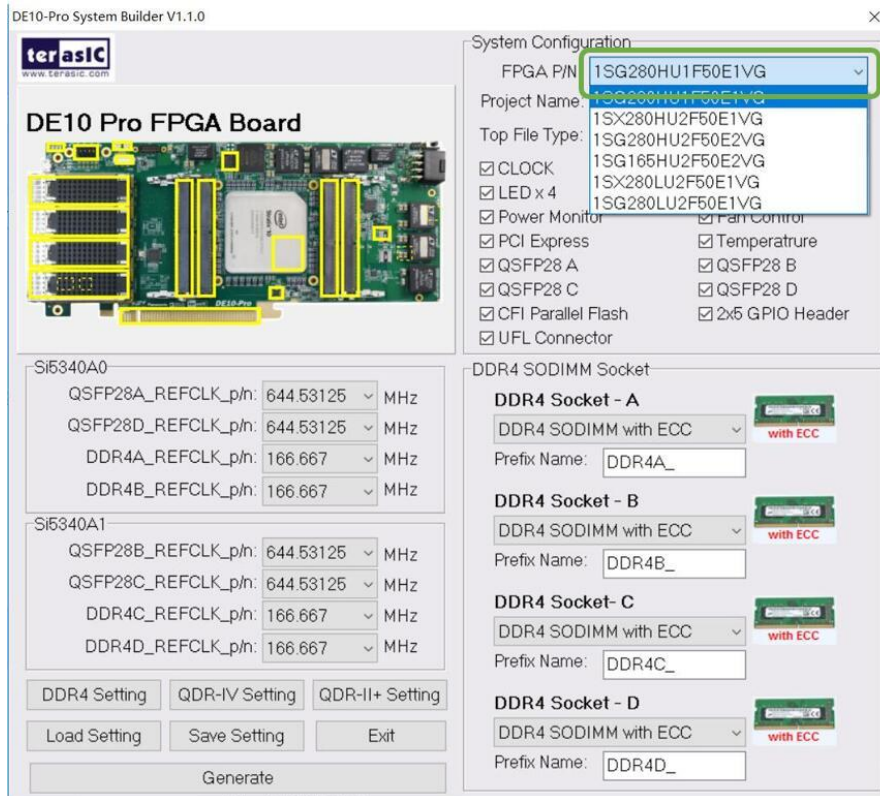 DE10-Pro System Builder V1.1.0
terasIC
www.terasic.com
DE10 Pro FPGA Board
DE10-Pro
System Configuration
FPGA P/N
1SG280HU1F50E1VG
Project Name:
1SG280HU1F50E1VG
1SX280HU2F50E1VG
Top File Type:
1SG280HU2F50E2VG
1SG165HU2F50E2VG
1SX280LU2F50E1VG
1SG280LU2F50E1VG
CLOCK
LED x 4
Power Monitor
Fan Control
PCI Express
Temperatrure
QSFP28 A
QSFP28 B
QSFP28 C
QSFP28 D
CFI Parallel Flash
2x5 GPIO Header
UFL Connector
Si5340A0
QSFP28A_REFCLK_p/n: 644.53125 MHz
QSFP28D_REFCLK_p/n: 644.53125 MHz
DDR4A_REFCLK_p/n: 166.667 MHz
DDR4B_REFCLK_p/n: 166.667 MHz
Si5340A1
QSFP28B_REFCLK_p/n: 644.53125 MHz
QSFP28C_REFCLK_p/n: 644.53125 MHz
DDR4C_REFCLK_p/n: 166.667 MHz
DDR4D_REFCLK_p/n: 166.667 MHz
DDR4 Setting QDR-IV Setting QDR-II+ Setting
Load Setting Save Setting Exit
Generate
DDR4 SODIMM Socket
DDR4 Socket - A
DDR4 SODIMM with ECC
with ECC
Prefix Name: DDR4A_
DDR4 Socket - B
DDR4 SODIMM with ECC
with ECC
Prefix Name: DDR4B_
DDR4 Socket- C
DDR4 SODIMM with ECC
with ECC
Prefix Name: DDR4C_
DDR4 Socket - D
DDR4 SODIMM with ECC
with ECC
Prefix Name: DDR4D_